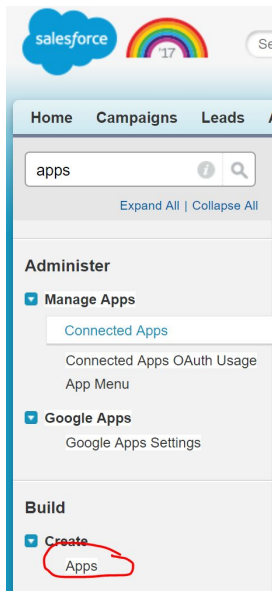 salesforce
'17
Se
Home Campaigns Leads
apps
Expand All | Collapse All
Administer
Manage Apps
Connected Apps
Connected Apps OAuth Usage
App Menu
Google Apps
Google Apps Settings
Build
Create
Apps